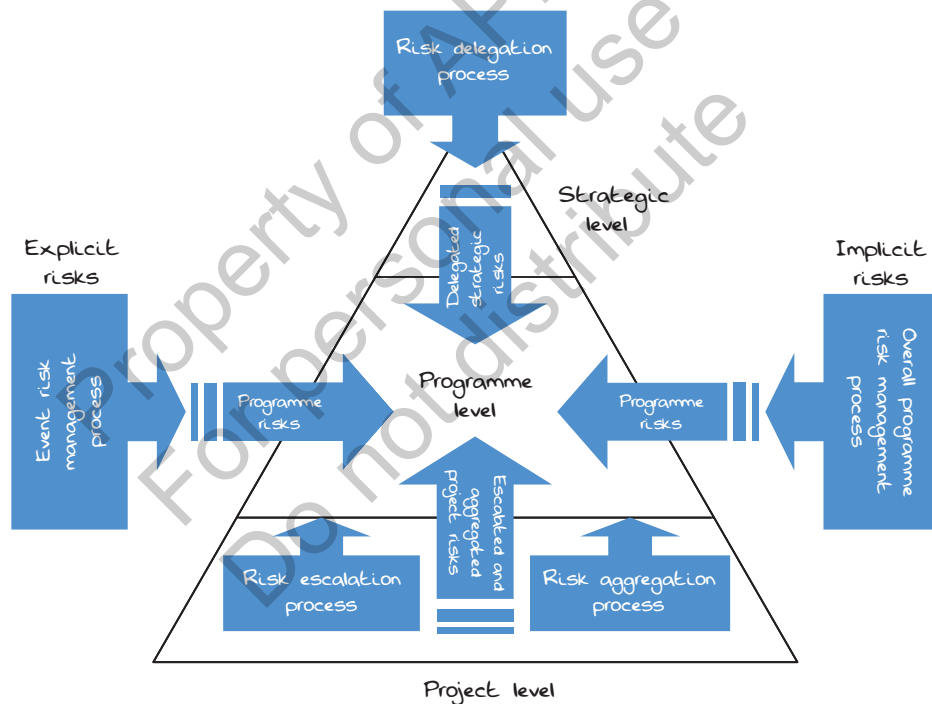 Risk delegation
process
Strategic
level
Explicit
risks
Implicit
risks
Delegated
strategic
risks
Event risk
management
process
Programme risks
Programme
level
Programme
risks
Overall programme
risk management
process
Escalated and
aggregated
project risks
Risk escalation
process
Risk aggregation
process
Project level
Property of AP
For personal use
Do not distribute